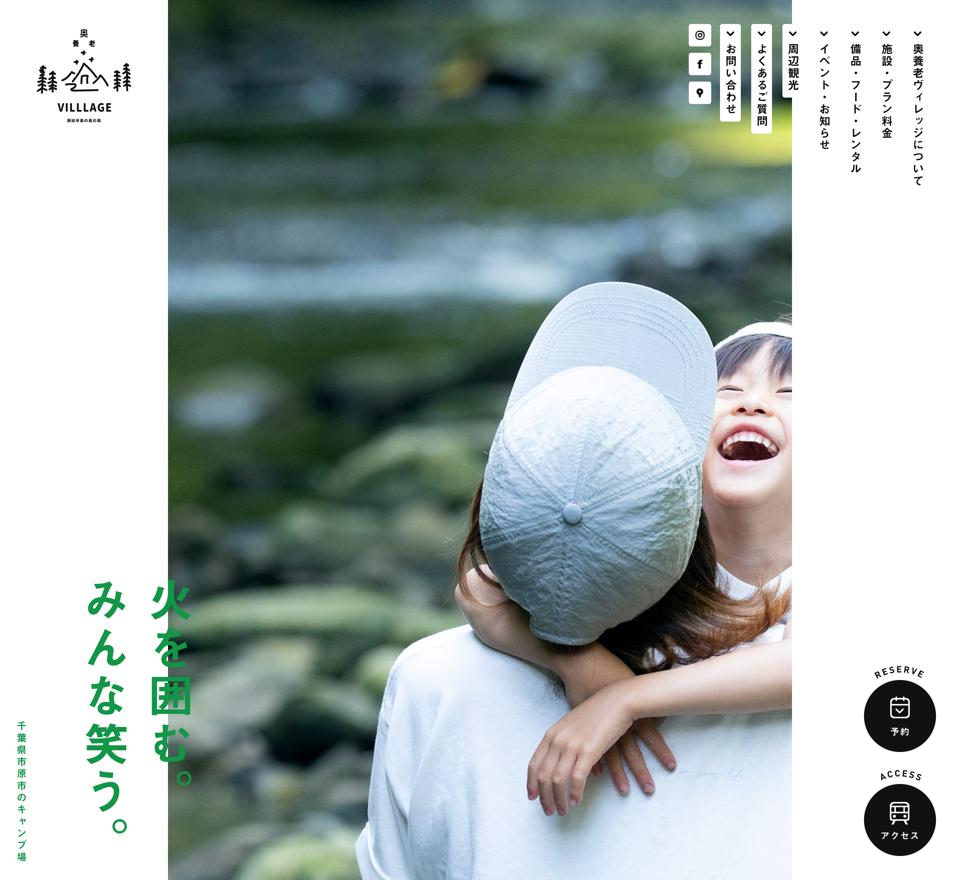 奥
養老
VILLLAGE
奥養老ヴィレッジについて
施設・プラン料金
備品・フード・レンタル
イベント・お知らせ
周辺観光
よくあるご質問
お問い合わせ
火を囲む。
みんな笑う。
千葉県市原市のキャンプ場
RESERVE
予約
ACCESS
アクセス